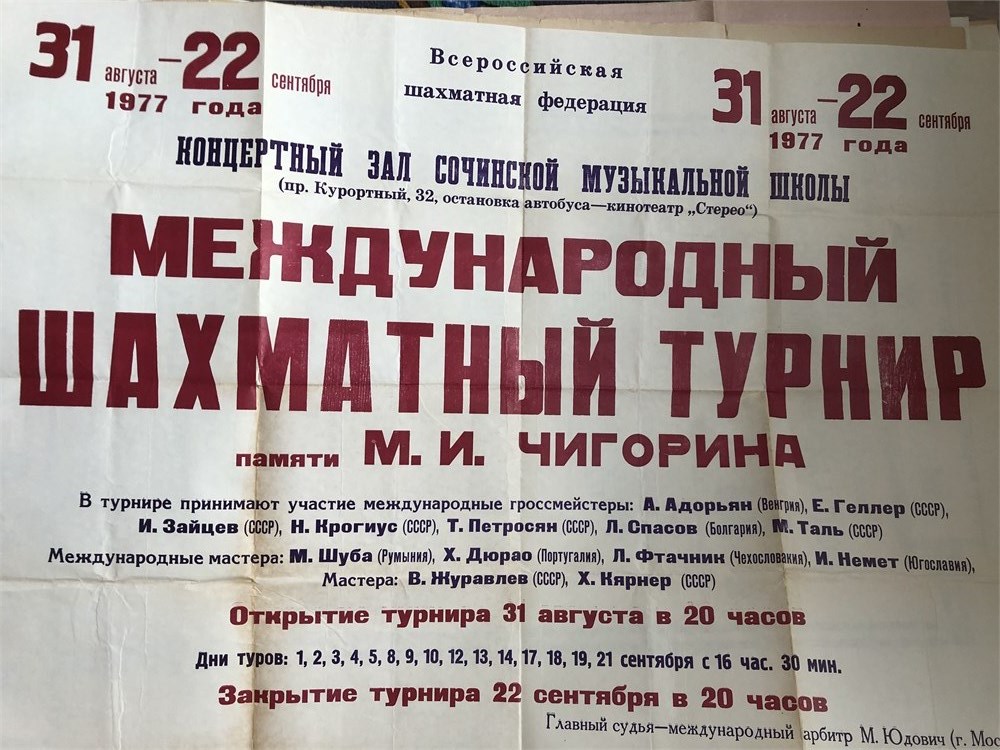 31 августа — 22 сентября
1977 года
Всероссийская
шахматная федерация
31 августа — 22 сентября
1977 года
КОНЦЕРТНЫЙ ЗАЛ СОЧИНСКОЙ МУЗЫКАЛЬНОЙ ШКОЛЫ
(пр. Курортный, 32, остановка автобуса—кинотеатр „Стерео“)
МЕЖДУНАРОДНЫЙ
ШАХМАТНЫЙ ТУРНИР
памяти М. И. ЧИГОРИНА
В турнире принимают участие международные гроссмейстеры: А. Адорьян (Венгрия), Е. Геллер (СССР),
И. Зайцев (СССР), Н. Крогиус (СССР), Т. Петросян (СССР), Л. Спасов (Болгария), М. Таль (СССР)
Международные мастера: М. Шуба (Румыния), Х. Дюрао (Португалия), Л. Фтачник (Чехословакия), И. Немет (Югославия),
Мастера: В. Журавлев (СССР), Х. Кярнер (СССР)
Открытие турнира 31 августа в 20 часов
Дни туров: 1, 2, 3, 4, 5, 8, 9, 10, 12, 13, 14, 17, 18, 19, 21 сентября с 16 час. 30 мин.
Закрытие турнира 22 сентября в 20 часов
Главный судья—международный арбитр М. Юдович (г. Мос